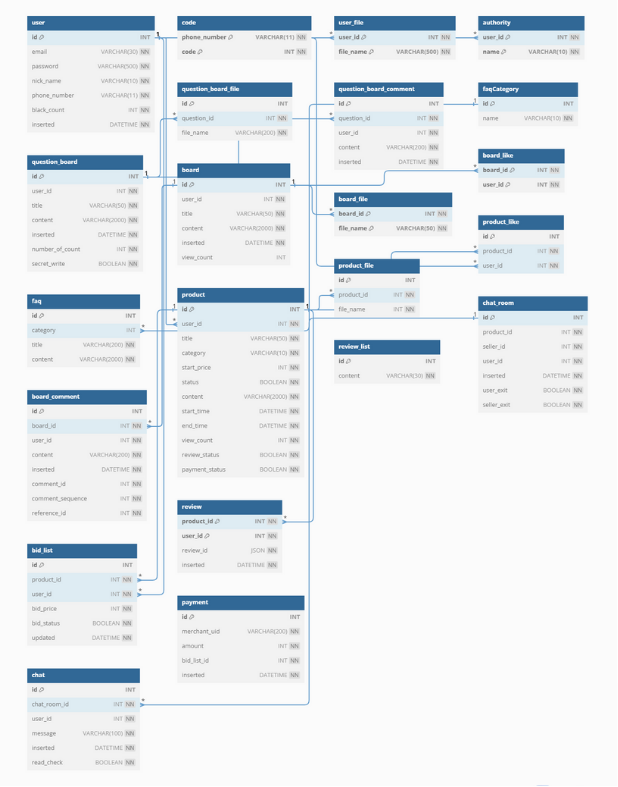 user
id INT
email VARCHAR(30) NN
password VARCHAR(500) NN
nick_name VARCHAR(10) NN
phone_number VARCHAR(11) NN
black_count INT NN
inserted DATETIME NN
code
phone_number VARCHAR(11) NN
code INT NN
user_file
user_id INT NN
file_name VARCHAR(500) NN
authority
user_id INT NN
name VARCHAR(10) NN
question_board_file
id INT
question_id INT NN
file_name VARCHAR(200) NN
question_board_comment
id INT
question_id INT NN
user_id INT NN
content VARCHAR(200) NN
inserted DATETIME NN
faqCategory
id INT
name VARCHAR(10) NN
question_board
id INT
user_id INT NN
title VARCHAR(50) NN
content VARCHAR(2000) NN
inserted DATETIME NN
number_of_count INT NN
secret_write BOOLEAN NN
board
id INT
user_id INT NN
title VARCHAR(50) NN
content VARCHAR(2000) NN
inserted DATETIME NN
view_count INT
board_like
board_id INT NN
user_id INT NN
board_file
board_id INT NN
file_name VARCHAR(50) NN
product_like
id INT
product_id INT NN
user_id INT NN
product_file
id INT
product_id INT NN
file_name INT NN
faq
id INT
category INT
title VARCHAR(200) NN
content VARCHAR(2000) NN
product
id INT
user_id INT NN
title VARCHAR(50) NN
category VARCHAR(10) NN
start_price INT NN
status BOOLEAN NN
content VARCHAR(2000) NN
start_time DATETIME NN
end_time DATETIME NN
view_count INT NN
review_status BOOLEAN NN
payment_status BOOLEAN NN
chat_room
id INT
product_id INT NN
seller_id INT NN
user_id INT NN
inserted DATETIME NN
user_exit BOOLEAN NN
seller_exit BOOLEAN NN
review_list
id INT
content VARCHAR(50) NN
board_comment
id INT
board_id INT NN
user_id INT NN
content VARCHAR(200) NN
inserted DATETIME NN
comment_id INT NN
comment_sequence INT NN
reference_id INT NN
review
product_id INT NN
user_id INT NN
review_id JSON NN
inserted DATETIME NN
bid_list
id INT
product_id INT NN
user_id INT NN
bid_price INT NN
bid_status BOOLEAN NN
updated DATETIME NN
payment
id INT
merchant_uid VARCHAR(200) NN
amount INT NN
bid_list_id INT NN
inserted DATETIME NN
chat
id INT
chat_room_id INT NN
user_id INT NN
message VARCHAR(100) NN
inserted DATETIME NN
read_check BOOLEAN NN